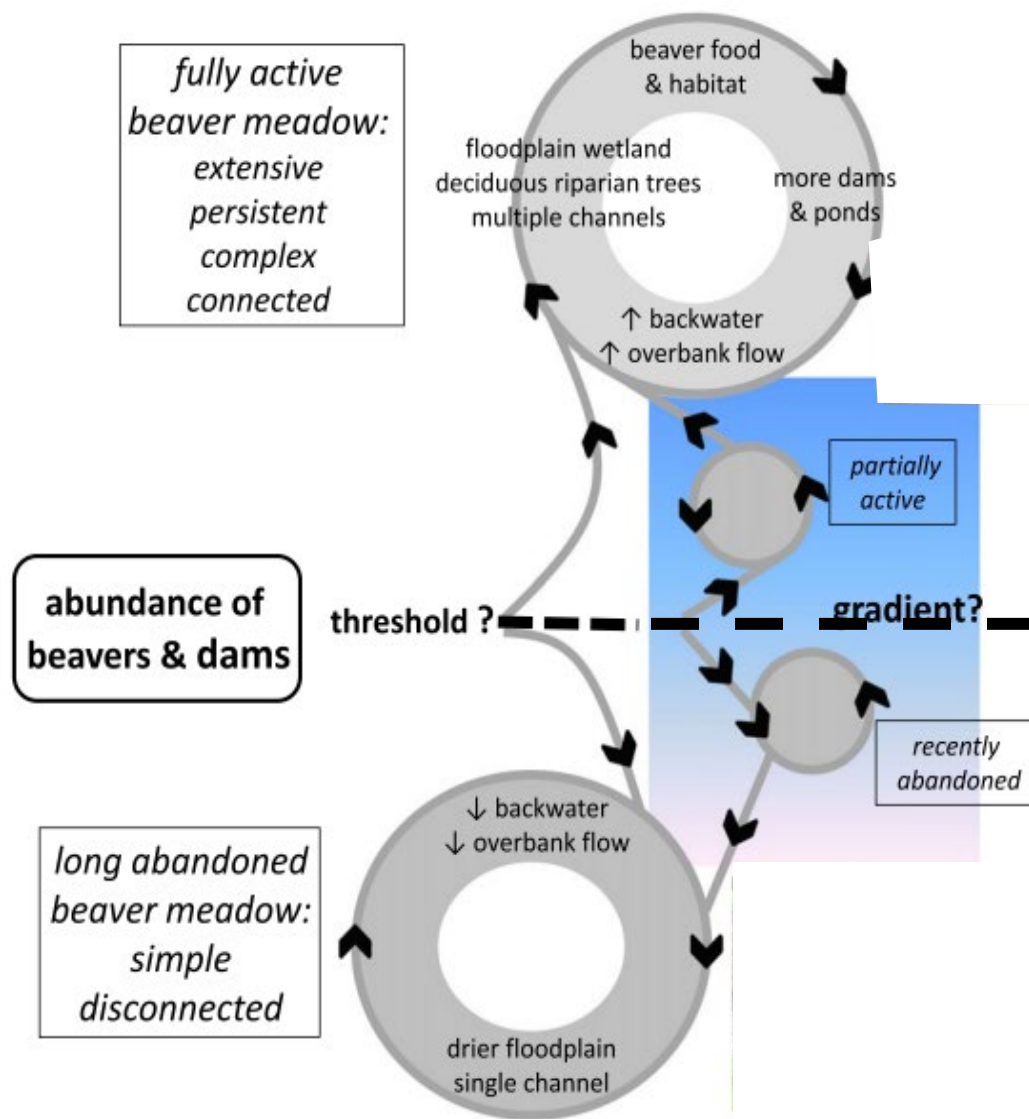 fully active
beaver meadow:
extensive
persistent
complex
connected
beaver food
& habitat
floodplain wetland
deciduous riparian trees
multiple channels
more dams
& ponds
↑ backwater
↑ overbank flow
partially
active
abundance of
beavers & dams
threshold ?
gradient?
recently
abandoned
↓ backwater
↓ overbank flow
long abandoned
beaver meadow:
simple
disconnected
drier floodplain
single channel